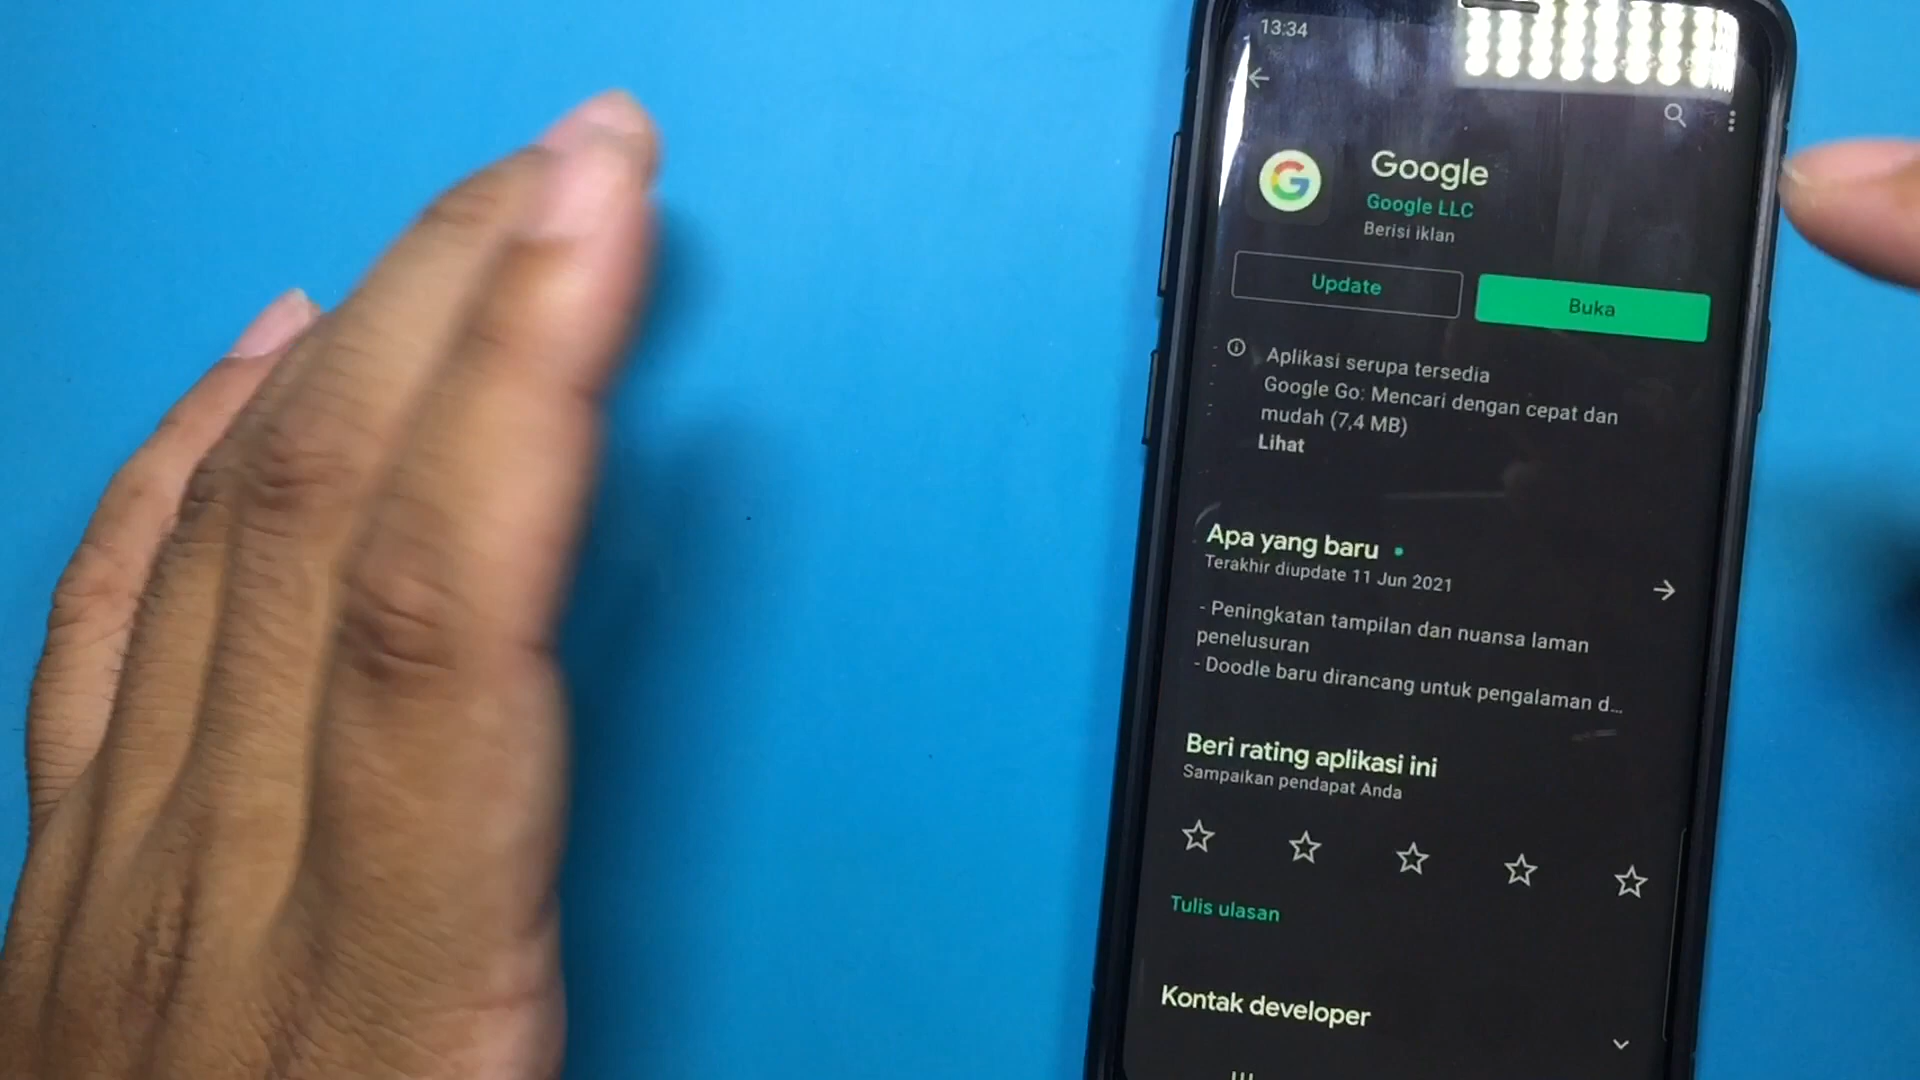 13:34
Google
Google LLC
Berisi iklan
Update
Buka
Aplikasi serupa tersedia
Google Go: Mencari dengan cepat dan
mudah (7,4 MB)
Lihat
Apa yang baru
Terakhir diupdate 11 Jun 2021
- Peningkatan tampilan dan nuansa laman
penelusuran
- Doodle baru dirancang untuk pengalaman d...
Beri rating aplikasi ini
Sampaikan pendapat Anda
Tulis ulasan
Kontak developer